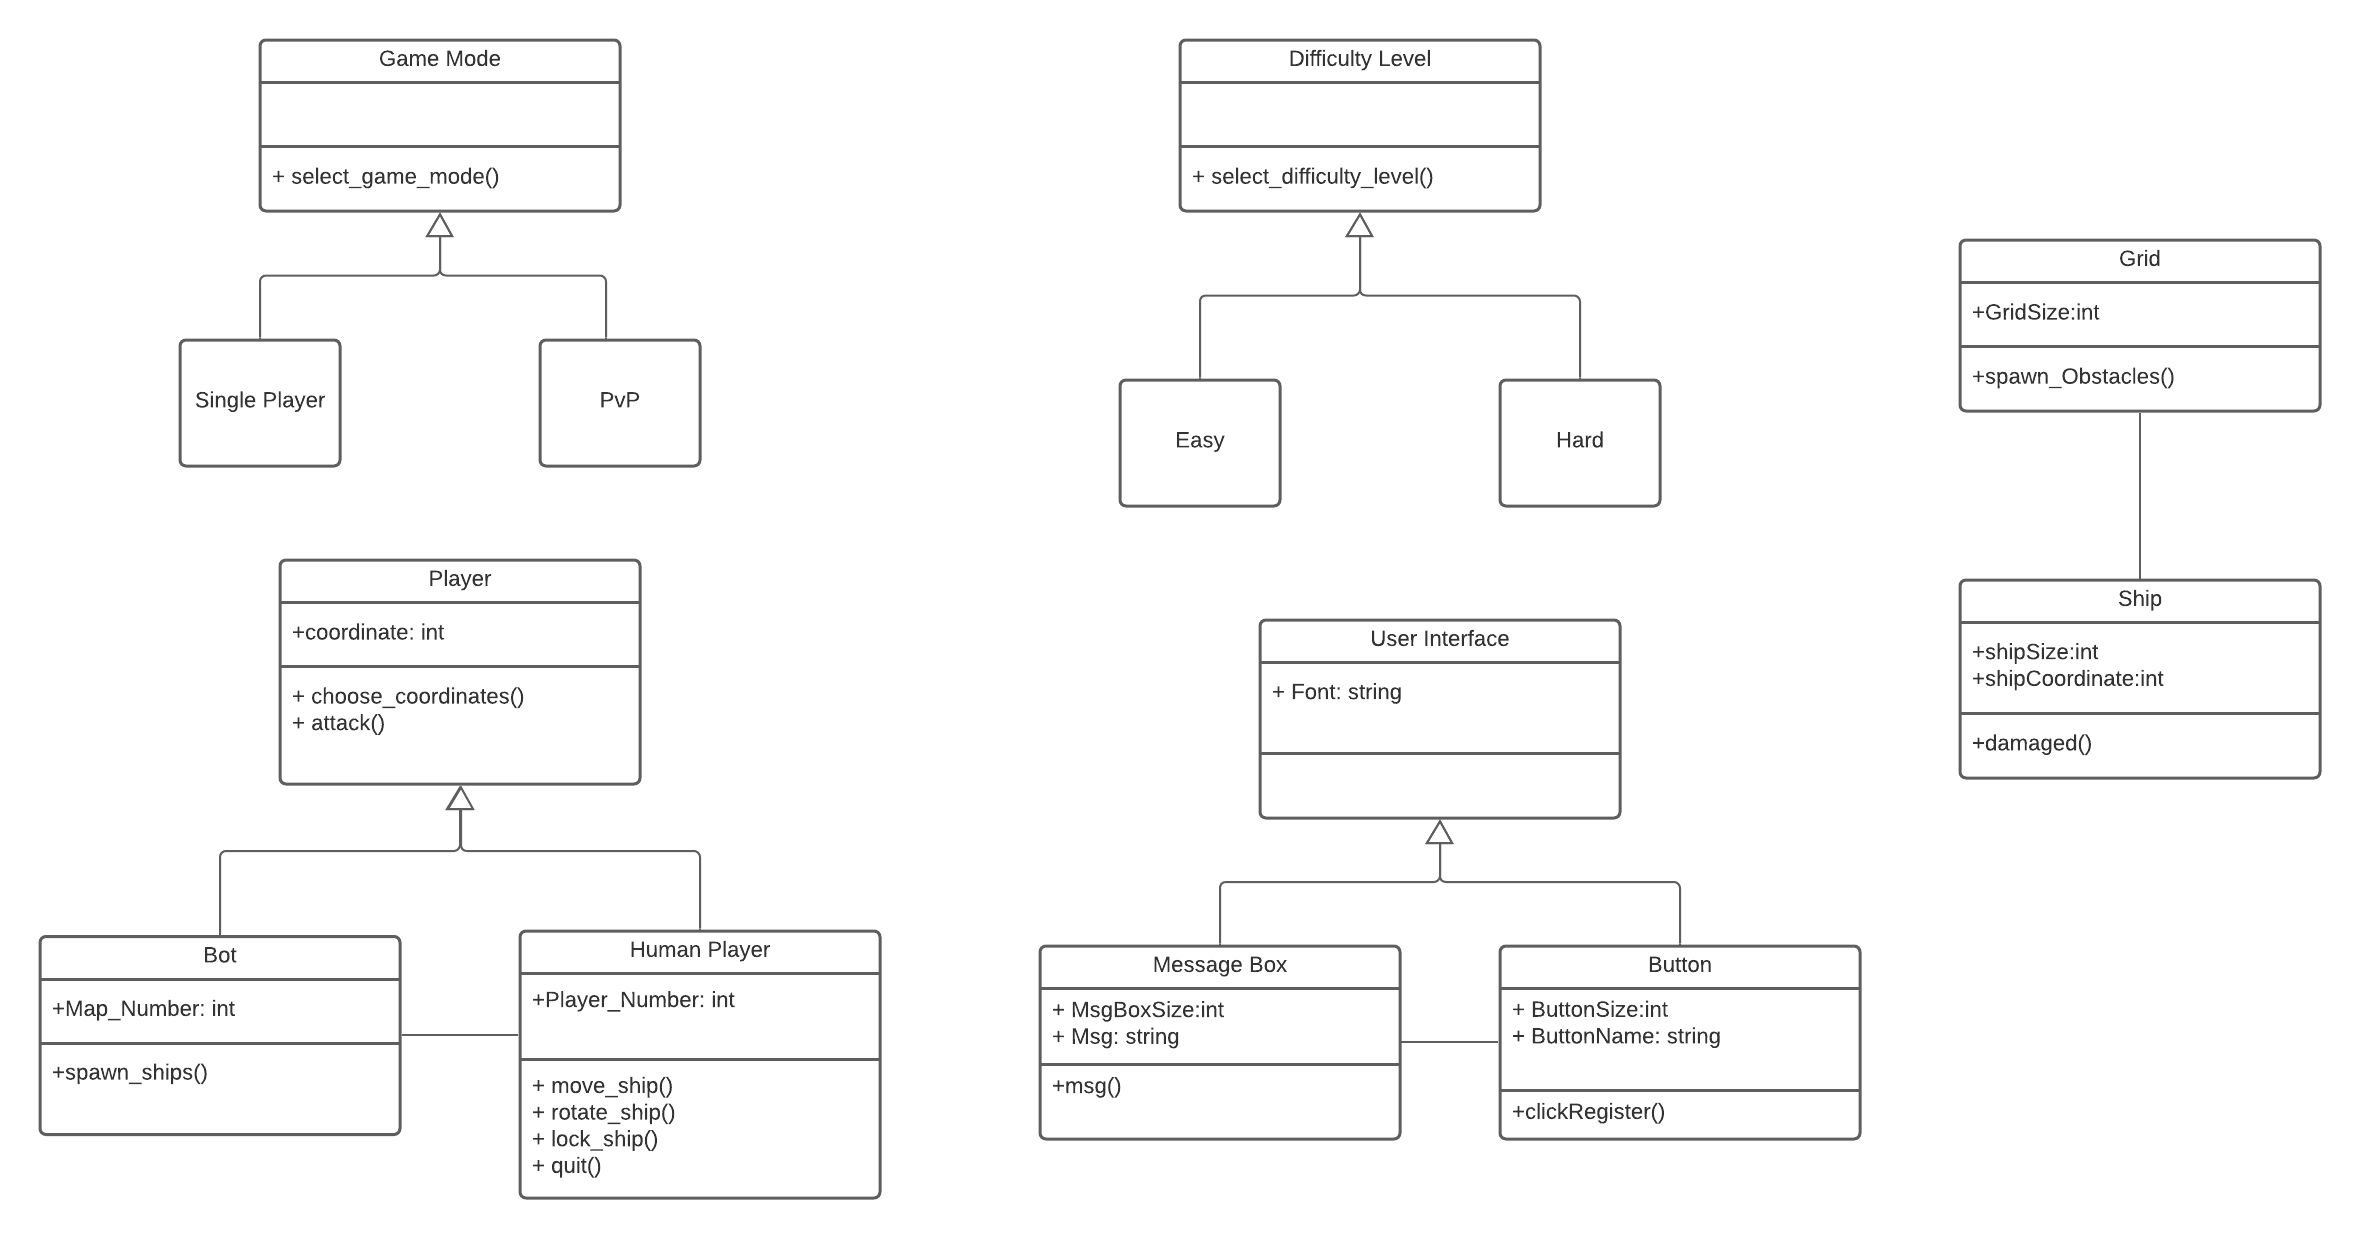 Game Mode
+ select_game_mode()
Single Player
PvP
Difficulty Level
+ select_difficulty_level()
Easy
Hard
Grid
+GridSize:int
+spawn_Obstacles()
Ship
+shipSize:int
+shipCoordinate:int
+damaged()
Player
+coordinate: int
+ choose_coordinates()
+ attack()
Bot
+Map_Number: int
+spawn_ships()
Human Player
+Player_Number: int
+ move_ship()
+ rotate_ship()
+ lock_ship()
+ quit()
User Interface
+ Font: string
Message Box
+ MsgBoxSize:int
+ Msg: string
+msg()
Button
+ ButtonSize:int
+ ButtonName: string
+clickRegister()